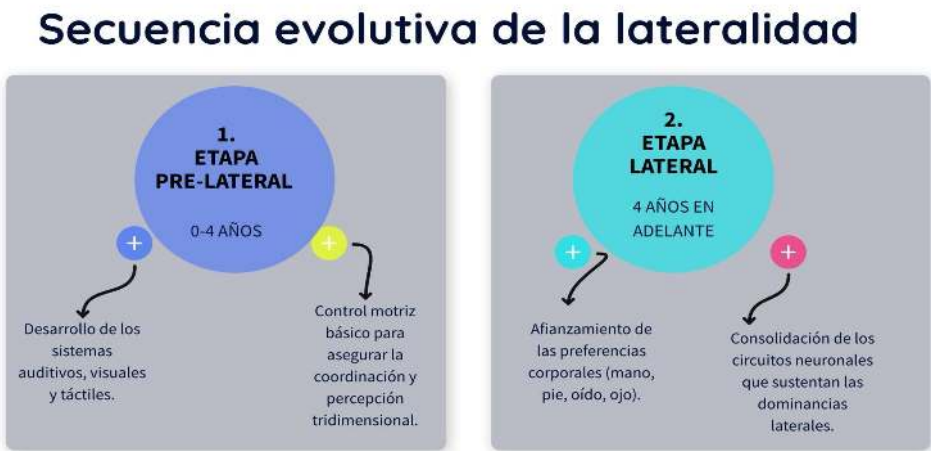 Secuencia evolutiva de la lateralidad
1.
ETAPA
PRE-LATERAL
0-4 AÑOS
Desarrollo de los
sistemas
auditivos, visuales
y táctiles.
Control motriz
básico para
asegurar la
coordinación y
percepción
tridimensional.
2.
ETAPA
LATERAL
4 AÑOS EN
ADELANTE
Afianzamiento de
las preferencias
corporales (mano,
pie, oído, ojo).
Consolidación de los
circuitos neuronales
que sustentan las
dominancias
laterales.